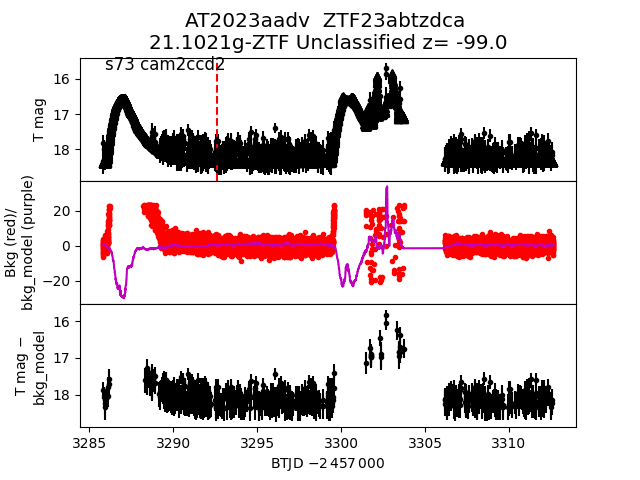 AT2023aadv  ZTF23abtzdca
21.1021g-ZTF Unclassified z= -99.0
s73 cam2ccd2
T mag
16
17
18
Bkg (red)/
bkg_model (purple)
20
0
−20
T mag −
bkg_model
16
17
18
3285
3290
3295
3300
3305
3310
BTJD −2 457 000